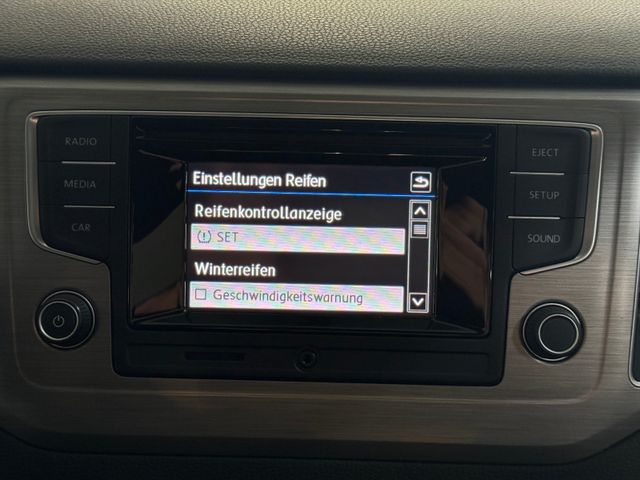 RADIO
MEDIA
CAR
Einstellungen Reifen
Reifenkontrollanzeige
SET
Winterreifen
Geschwindigkeitswarnung
EJECT
SETUP
SOUND